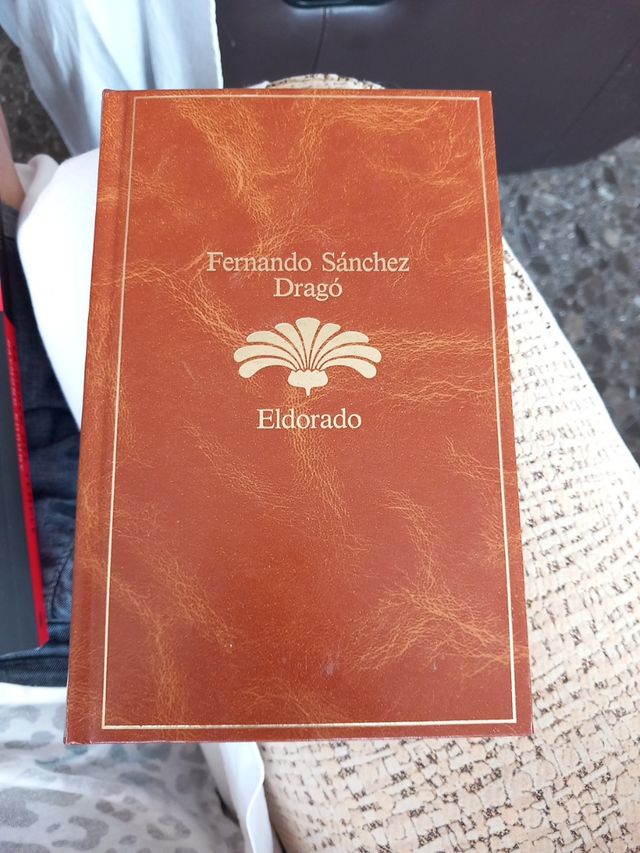 Fernando Sánchez
Dragó
Eldorado